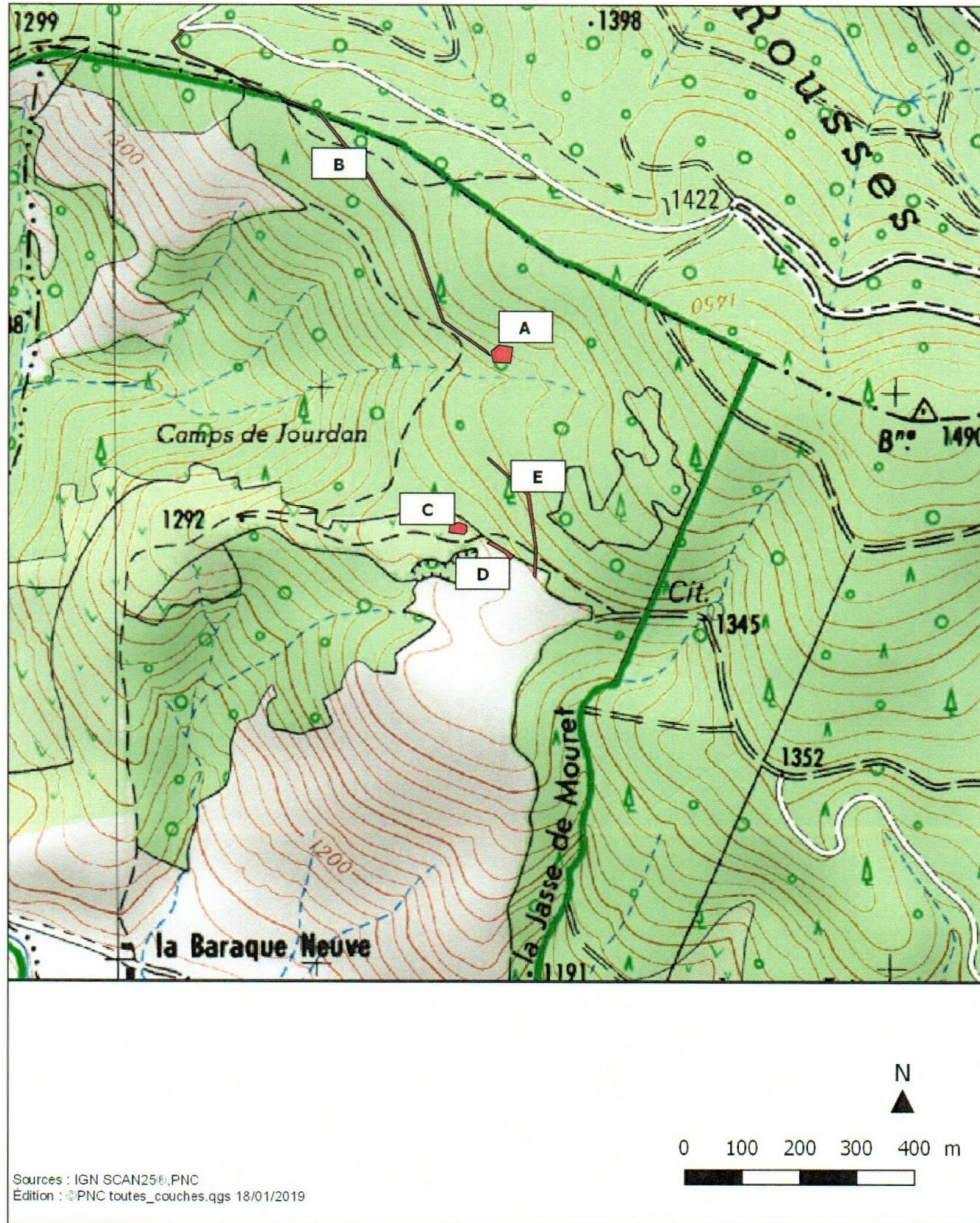 1299
1398
Rousses
1300
B
1422
1450
A
Bne 1490
Camps de Jourdan
E
C
1292
D
Cit.
1345
la Jasse de Mouret
1352
1200
la Baraque Neuve
1191
N
0 100 200 300 400 m
Sources : IGN SCAN25®,PNC
Édition : ©PNC toutes_couches.qgs 18/01/2019